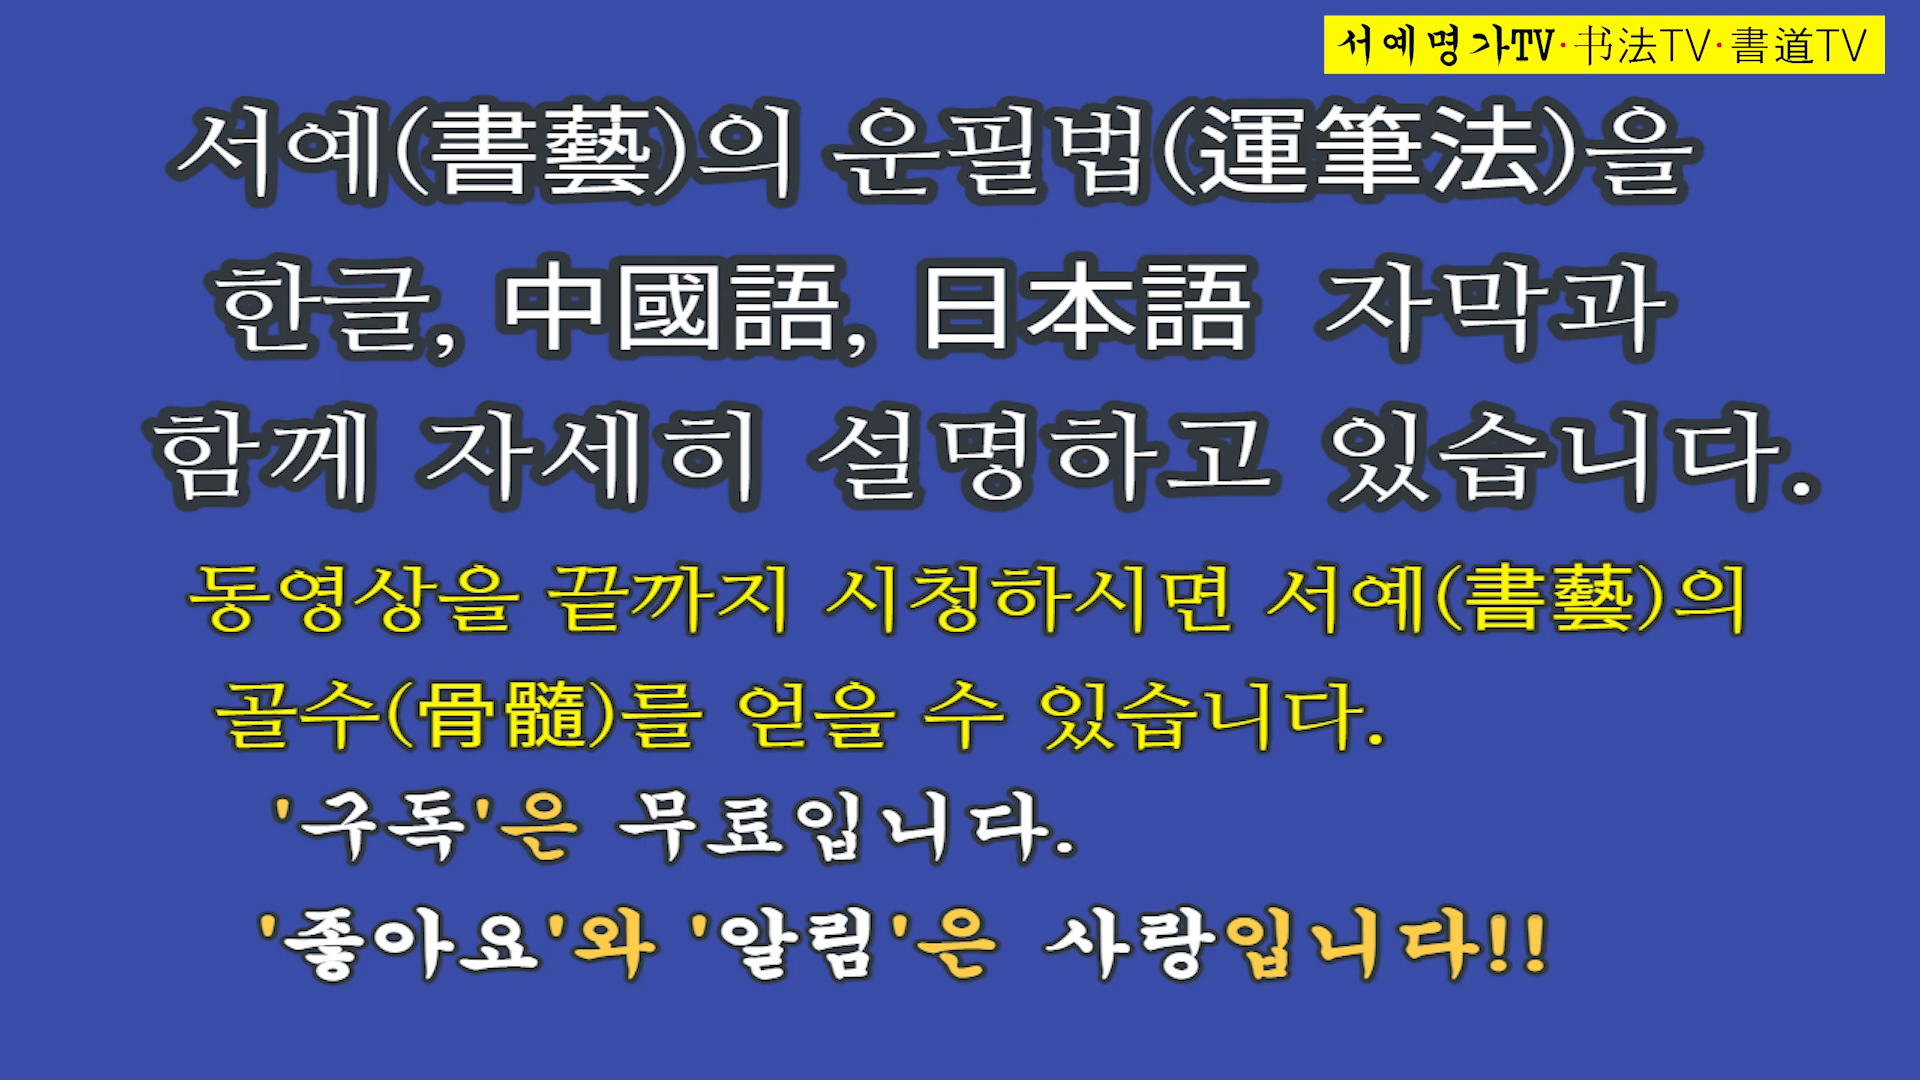 서예명가TV·书法TV·書道TV
서예(書藝)의 운필법(運筆法)을
한글, 中國語, 日本語 자막과
함께 자세히 설명하고 있습니다.
동영상을 끝까지 시청하시면 서예(書藝)의
골수(骨髓)를 얻을 수 있습니다.
'구독'은 무료입니다.
'좋아요'와 '알림'은 사랑입니다!!